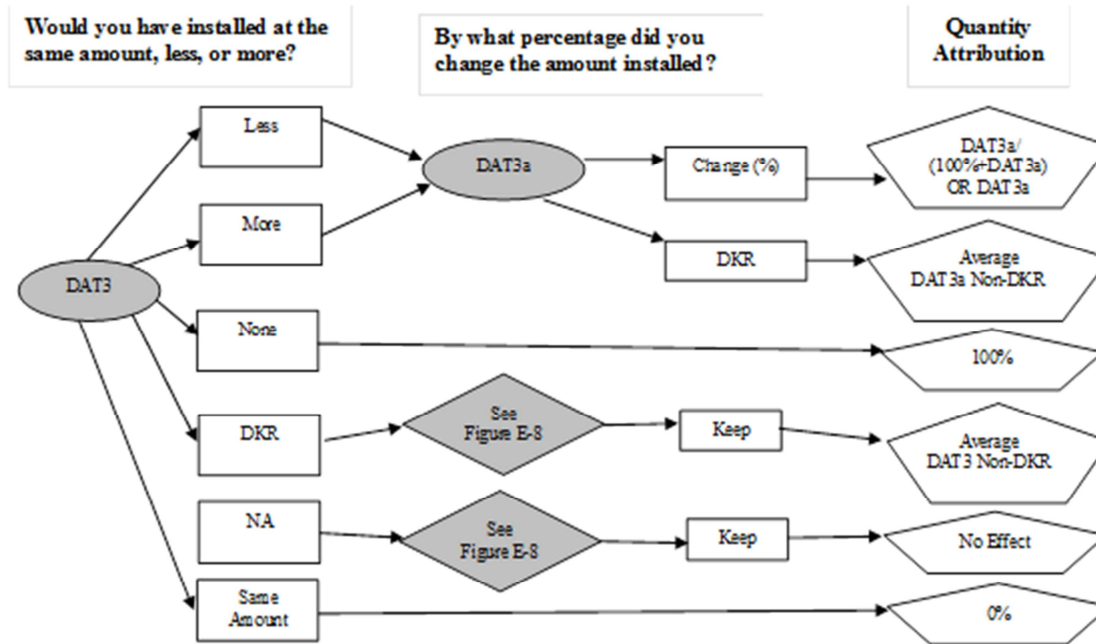 Would you have installed at the
same amount, less, or more?
By what percentage did you
change the amount installed?
Quantity
Attribution
Less
DAT3a
Change (%)
DAT3a/
(100%+DAT3a)
OR DAT3a
More
DKR
Average
DAT3a Non-DKR
DAT3
None
100%
DKR
See
Figure E-8
Keep
Average
DAT3 Non-DKR
NA
See
Figure E-8
Keep
No Effect
Same
Amount
0%